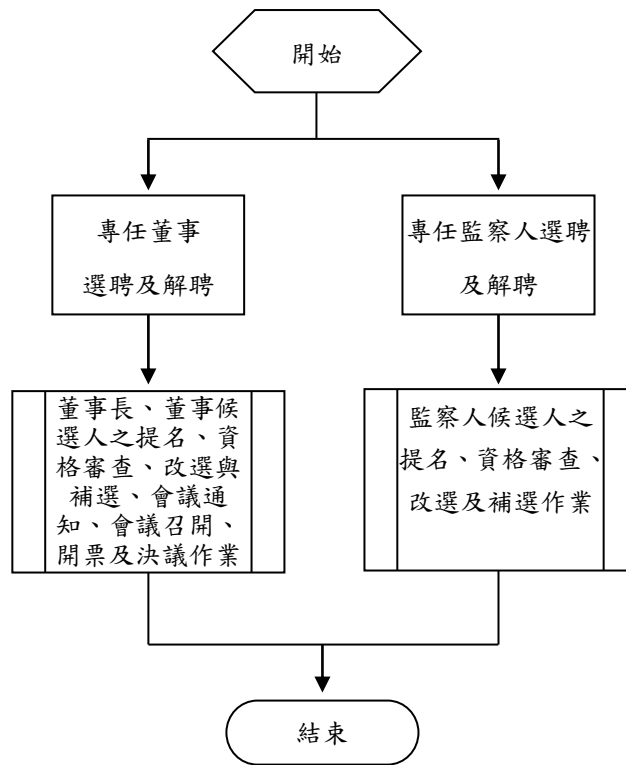 開始
專任董事
選聘及解聘
專任監察人選聘
及解聘
董事長、董事候
選人之提名、資
格審查、改選與
補選、會議通
知、會議召開、
開票及決議作業
監察人候選人之
提名、資格審查、
改選及補選作業
結束